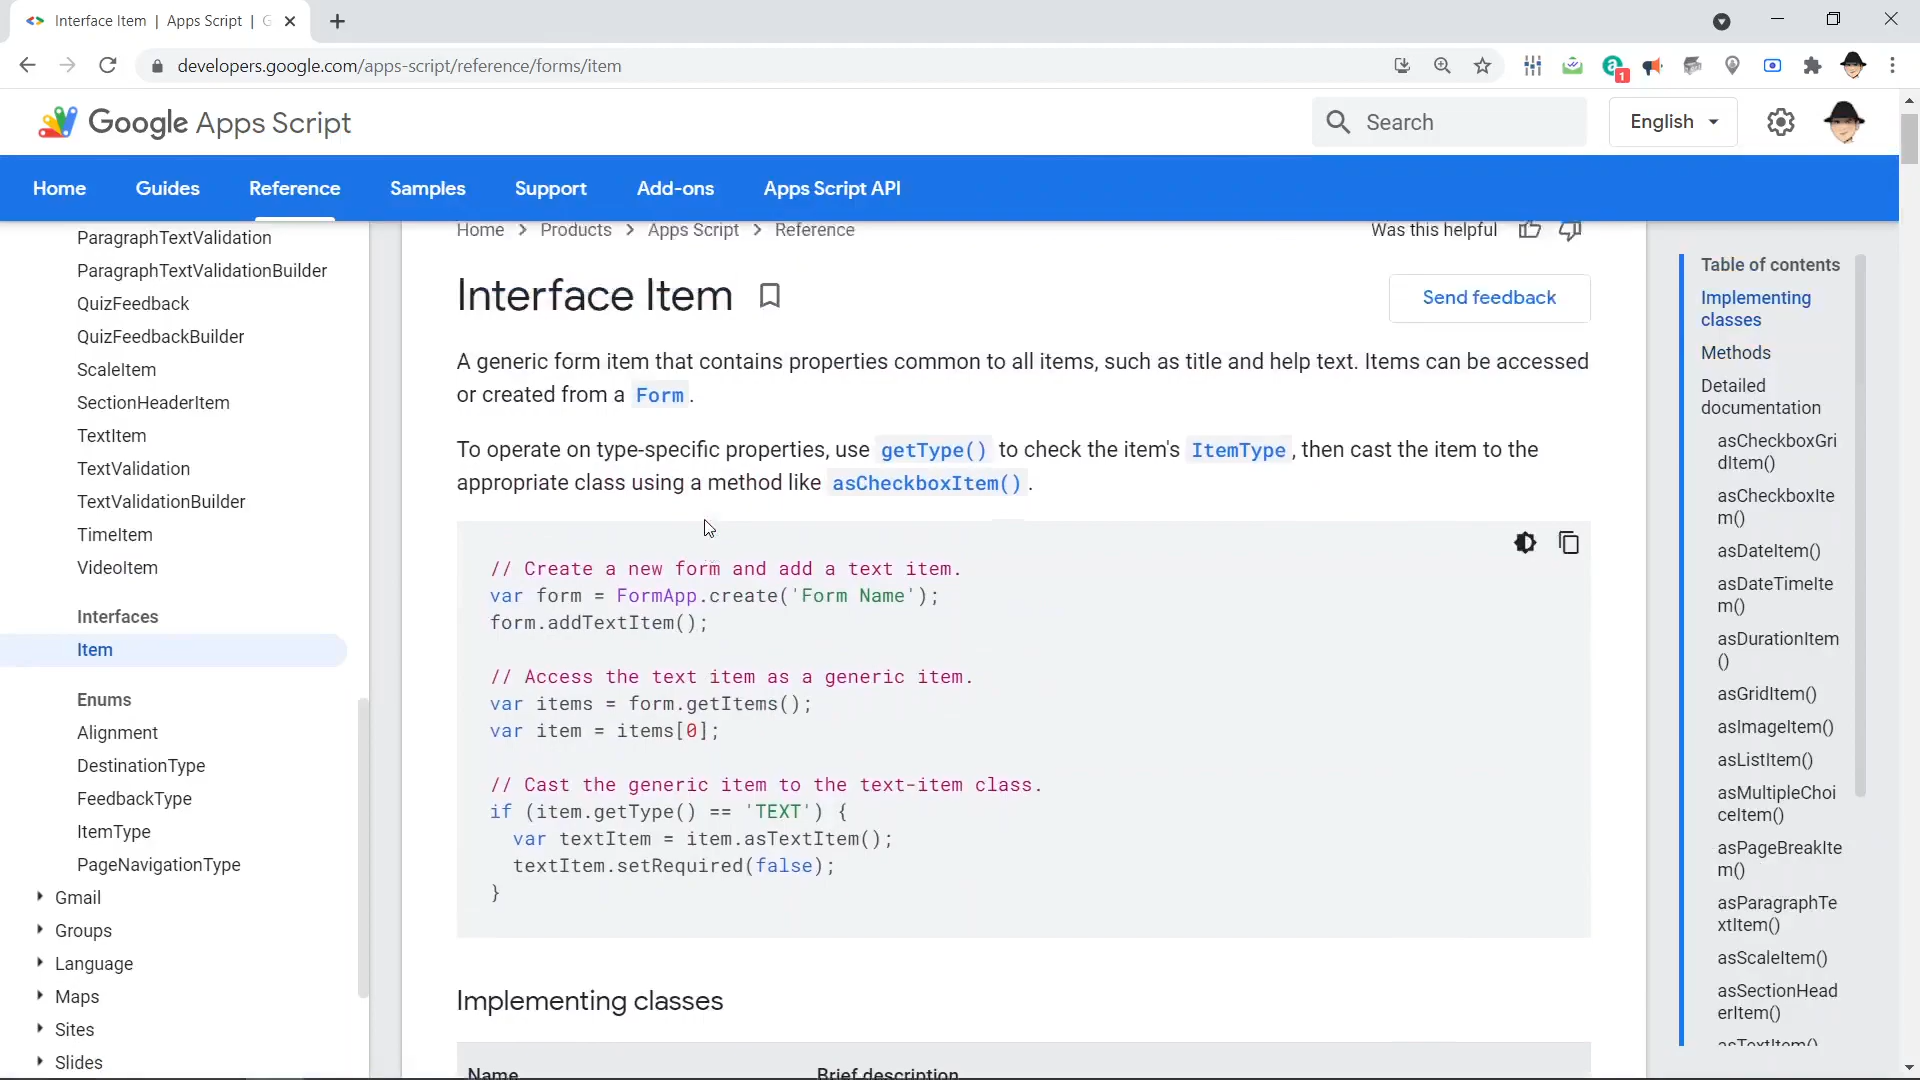 Interface Item | Apps Script | G
developers.google.com/apps-script/reference/forms/item
1
Google Apps Script
Search
English
Home
Guides
Reference
Samples
Support
Add-ons
Apps Script API
ParagraphTextValidation
ParagraphTextValidationBuilder
QuizFeedback
QuizFeedbackBuilder
ScaleItem
SectionHeaderItem
TextItem
TextValidation
TextValidationBuilder
TimeItem
VideoItem
Interfaces
Item
Enums
Alignment
DestinationType
FeedbackType
ItemType
PageNavigationType
Gmail
Groups
Language
Maps
Sites
Slides
Home > Products > Apps Script > Reference
Was this helpful
Interface Item
Send feedback
A generic form item that contains properties common to all items, such as title and help text. Items can be accessed
or created from a Form.
To operate on type-specific properties, use getType() to check the item's ItemType, then cast the item to the
appropriate class using a method like asCheckboxItem().
// Create a new form and add a text item.
var form = FormApp.create('Form Name');
form.addTextItem();
// Access the text item as a generic item.
var items = form.getItems();
var item = items[0];
// Cast the generic item to the text-item class.
if (item.getType() == 'TEXT') {
var textItem = item.asTextItem();
textItem.setRequired(false);
}
Implementing classes
Name
Brief description
Table of contents
Implementing
classes
Methods
Detailed
documentation
asCheckboxGri
dItem()
asCheckboxIte
m()
asDateItem()
asDateTimeIte
m()
asDurationItem
()
asGridItem()
asImageItem()
asListItem()
asMultipleChoi
ceItem()
asPageBreakIte
m()
asParagraphTe
xtItem()
asScaleItem()
asSectionHead
erItem()
asTextItem()